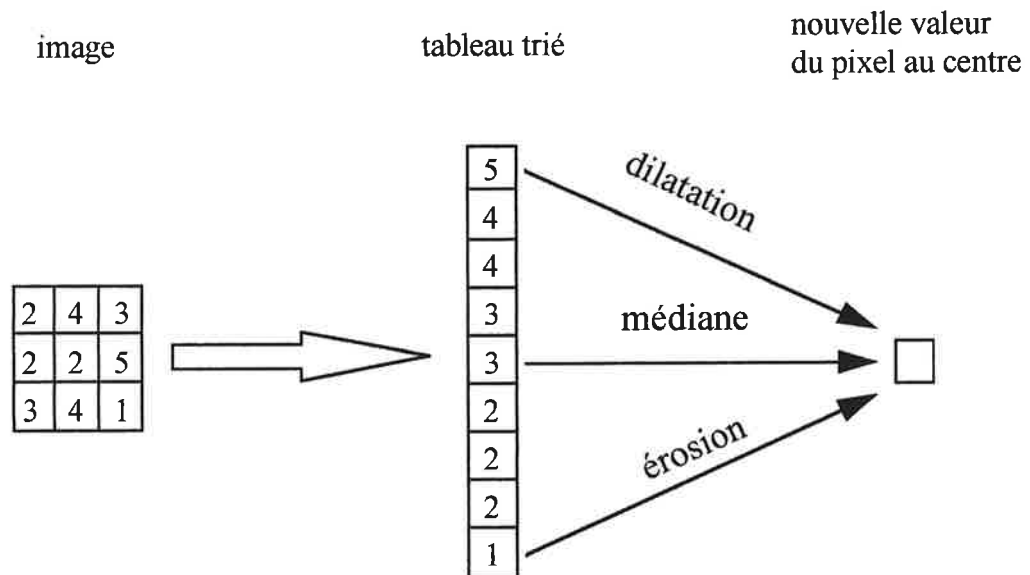 image
tableau trié
nouvelle valeur
du pixel au centre
2 4 3
2 2 5
3 4 1
5
4
4
3
3
2
2
2
1
dilatation
médiane
érosion